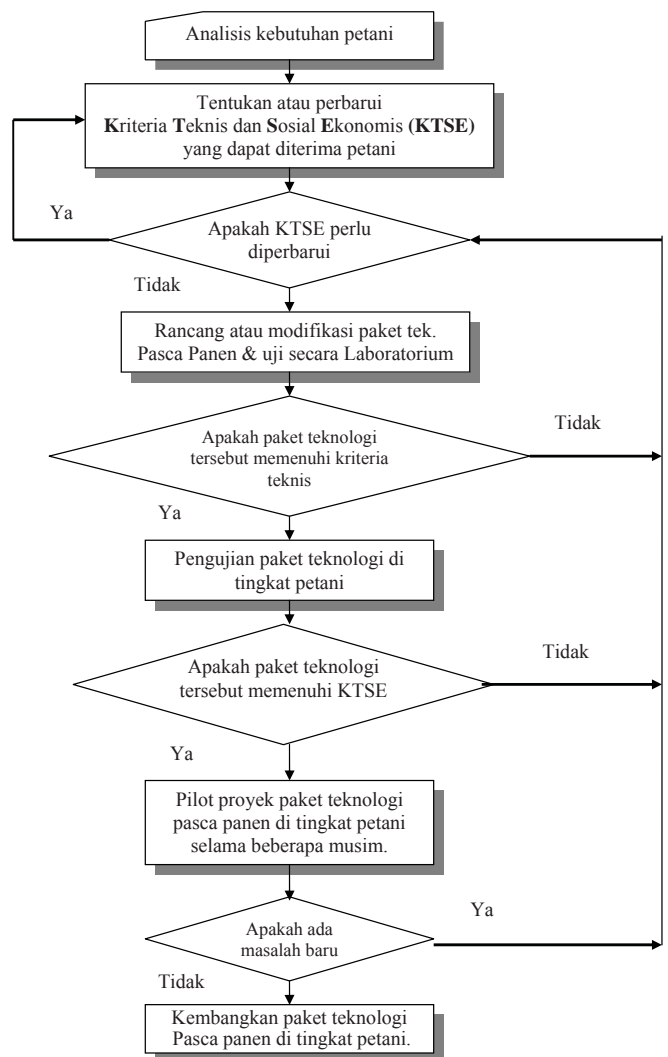 Analisis kebutuhan petani
Tentukan atau perbarui
Kriteria Teknis dan Sosial Ekonomis (KTSE)
yang dapat diterima petani
Ya
Apakah KTSE perlu
diperbarui
Tidak
Rancang atau modifikasi paket tek.
Pasca Panen & uji secara Laboratorium
Tidak
Apakah paket teknologi
tersebut memenuhi kriteria
teknis
Ya
Pengujian paket teknologi di
tingkat petani
Tidak
Apakah paket teknologi
tersebut memenuhi KTSE
Ya
Pilot proyek paket teknologi
pasca panen di tingkat petani
selama beberapa musim.
Ya
Apakah ada
masalah baru
Tidak
Kembangkan paket teknologi
Pasca panen di tingkat petani.